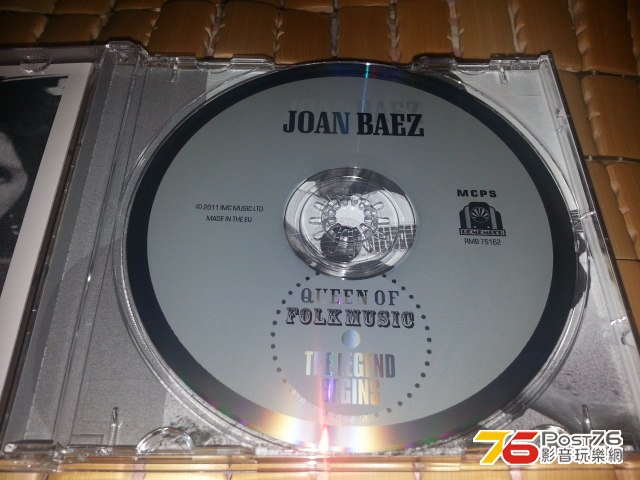 JOAN BAEZ
© 2011 IMC MUSIC LTD.
MADE IN THE EU
MCPS
RMB 75162
QUEEN OF
FOLK MUSIC
THE LEGEND
BEGINS
76 Post76
影音玩樂網